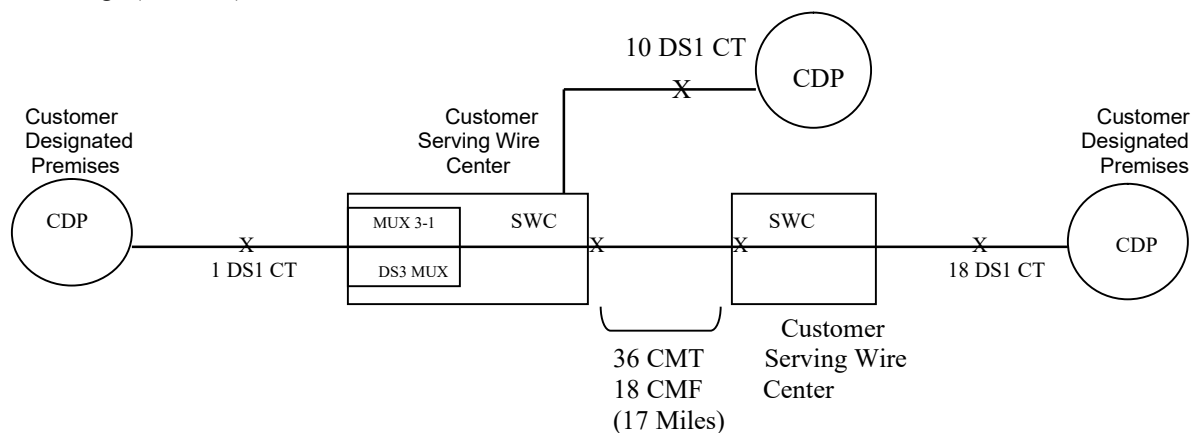 10 DS1 CT
CDP
Customer
Designated
Premises
Customer
Serving Wire
Center
Customer
Designated
Premises
CDP
MUX 3-1
SWC
SWC
CDP
X
X
X
X
X
1 DS1 CT
DS3 MUX
18 DS1 CT
36 CMT
18 CMF
(17 Miles)
Customer
Serving Wire
Center